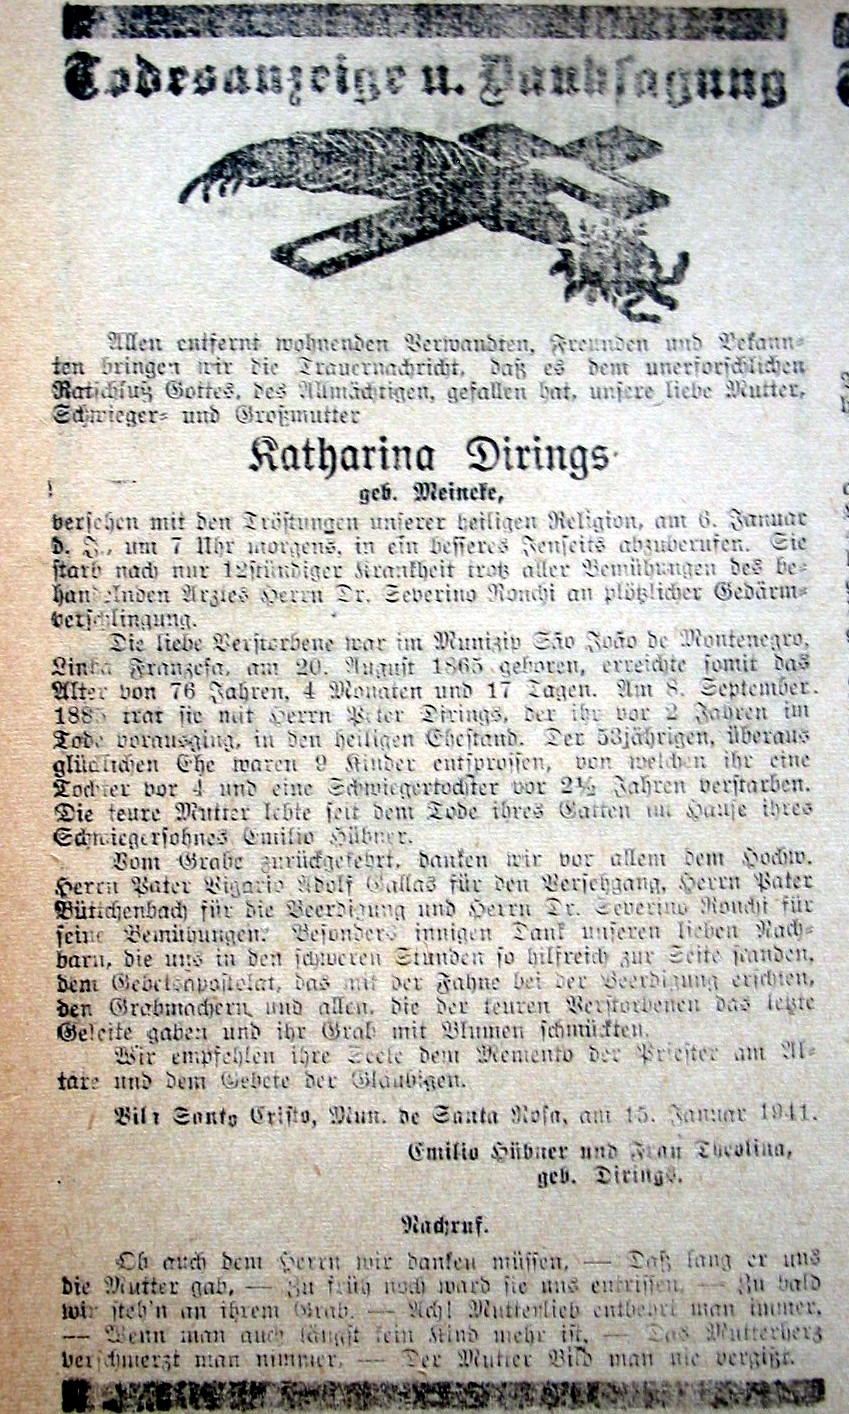 Todesanzeige u. Danksagung
Allen entfernt wohnenden Verwandten, Freunden und Bekann-
ten bringen wir die Trauernachricht, daß es dem unerforschlichen
Ratschluß Gottes, des Allmächtigen, gefallen hat, unsere liebe Mutter,
Schwieger- und Großmutter
Katharina Dirings
geb. Meincke,
versehen mit den Tröstungen unserer heiligen Religion, am 6. Januar
d. J., um 7 Uhr morgens, in ein besseres Jenseits abzuberufen. Sie
starb nach nur 12stündiger Krankheit trotz aller Bemühungen des be-
handelnden Arztes Herrn Dr. Severino Ronchi an plötzlicher Gedärm-
verschlingung.
Die liebe Verstorbene war im Munizip São João de Montenegro,
Linha Franzesa, am 20. August 1865 geboren, erreichte somit das
Alter von 76 Jahren, 4 Monaten und 17 Tagen. Am 8. September
trat sie mit Herrn Peter Dirings, der ihr vor 2 Jahren im
Tode vorausging, in den heiligen Ehestand. Der 53jährigen, überaus
glücklichen Ehe waren 9 Kinder entsprossen, von welchen ihr eine
Tochter vor 4 und eine Schwiegertochter vor 2½ Jahren verstarben.
Die teure Mutter lebte seit dem Tode ihres Gatten im Hause ihres
Schwiegersohnes Emilio Hübner.
Vom Grabe zurückgekehrt, danken wir vor allem dem Hochw.
Herrn Pater Vigario Adolf Gallas für den Versehgang, Herrn Pater
Büttchenbach für die Beerdigung und Herrn Dr. Severino Ronchi für
seine Bemühungen. Besonders innigen Dank unseren lieben Nach-
barn, die uns in den schweren Stunden so hilfreich zur Seite standen,
dem Gebetsapostolat, das mit der Fahne bei der Beerdigung erschien,
den Grabmachern und allen, die der teuren Verstorbenen das letzte
Geleite gaben und ihr Grab mit Blumen schmückten.
Wir empfehlen ihre Seele dem Memento der Priester am Al-
tare und dem Gebete der Gläubigen.
Villa Santo Cristo, Mun. de Santa Rosa, am 15. Januar 1941.
Emilio Hübner und Frau Theolina,
geb. Dirings.
Nachruf.
Ob auch dem Herrn wir danken müssen, — Daß lang er uns
die Mutter gab, — Zu früh noch ward sie uns entrissen, — Zu bald
wir steh'n an ihrem Grab. — Ach! Mutterlieb entbehrt man immer,
— Wenn man auch längst kein Kind mehr ist, — Das Mutterherz
verschmerzt man nimmer, — Der Mutter Bild man nie vergißt.